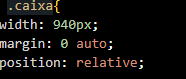 .caixa{
width: 940px;
margin: 0 auto;
position: relative;